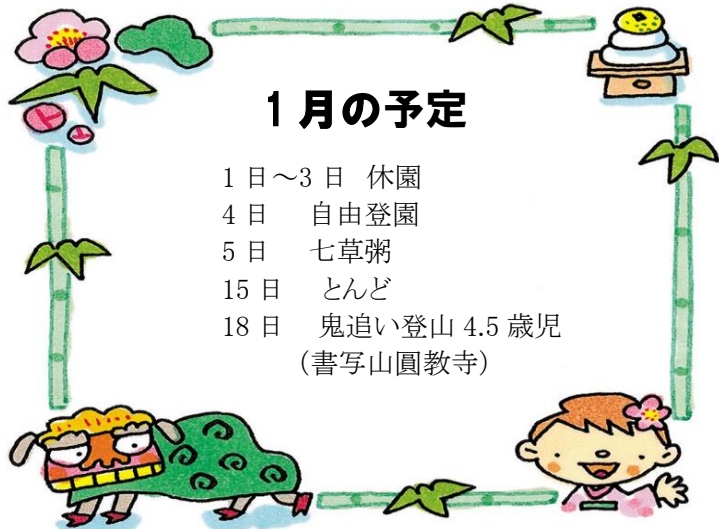 1月の予定
1日～3日 休園
4日 自由登園
5日 七草粥
15日 とんど
18日 鬼追い登山 4.5歳児
（書写山圓教寺）